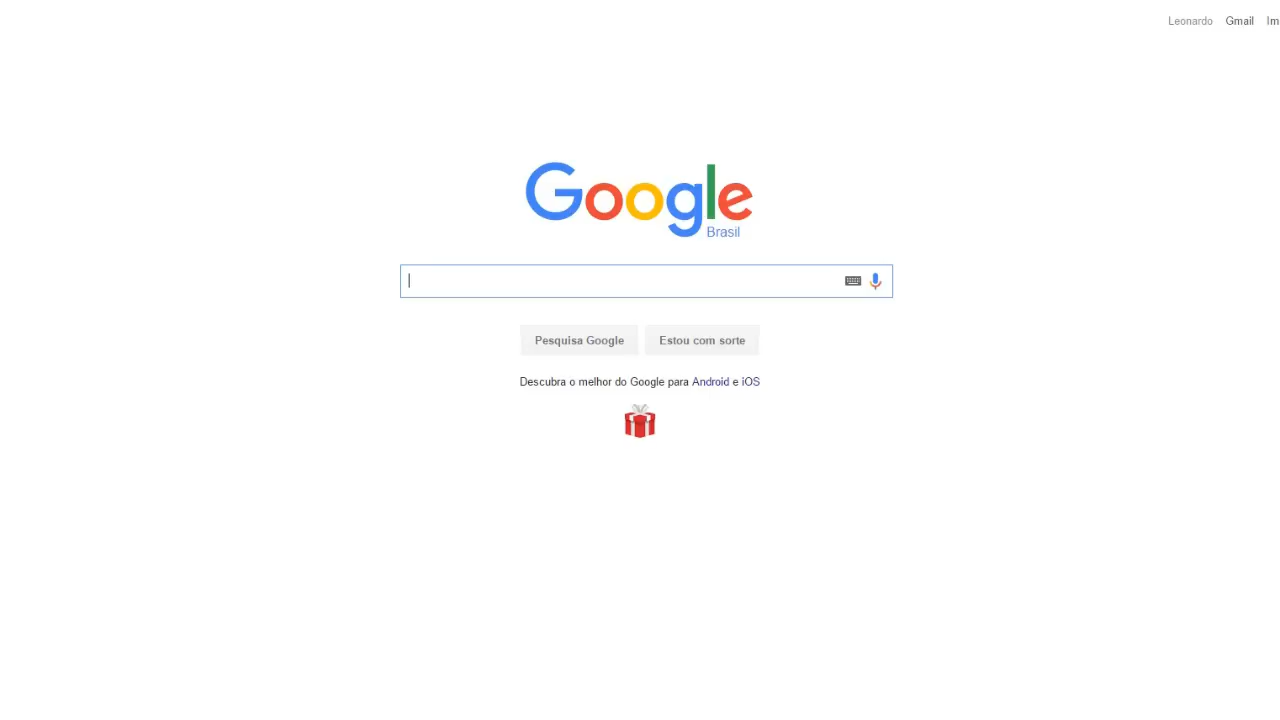 Leonardo Gmail Im
Google
Brasil
Pesquisa Google Estou com sorte
Descubra o melhor do Google para Android e iOS